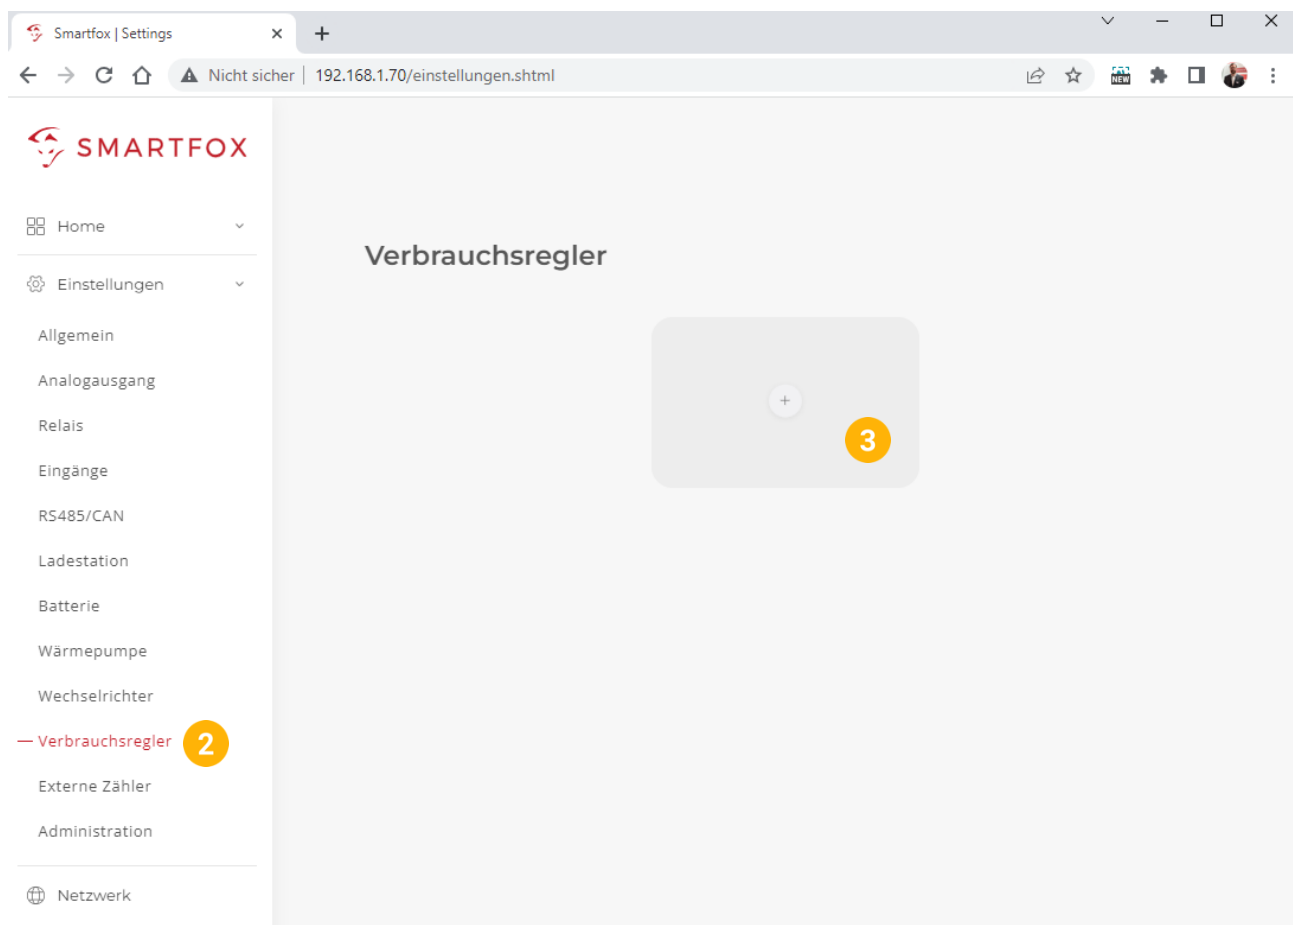 Smartfox | Settings
Nicht sicher | 192.168.1.70/einstellungen.shtml
NEW
SMARTFOX
Home
Einstellungen
Allgemein
Analogausgang
Relais
Eingänge
RS485/CAN
Ladestation
Batterie
Wärmepumpe
Wechselrichter
Verbrauchsregler 2
Externe Zähler
Administration
Netzwerk
Verbrauchsregler
3